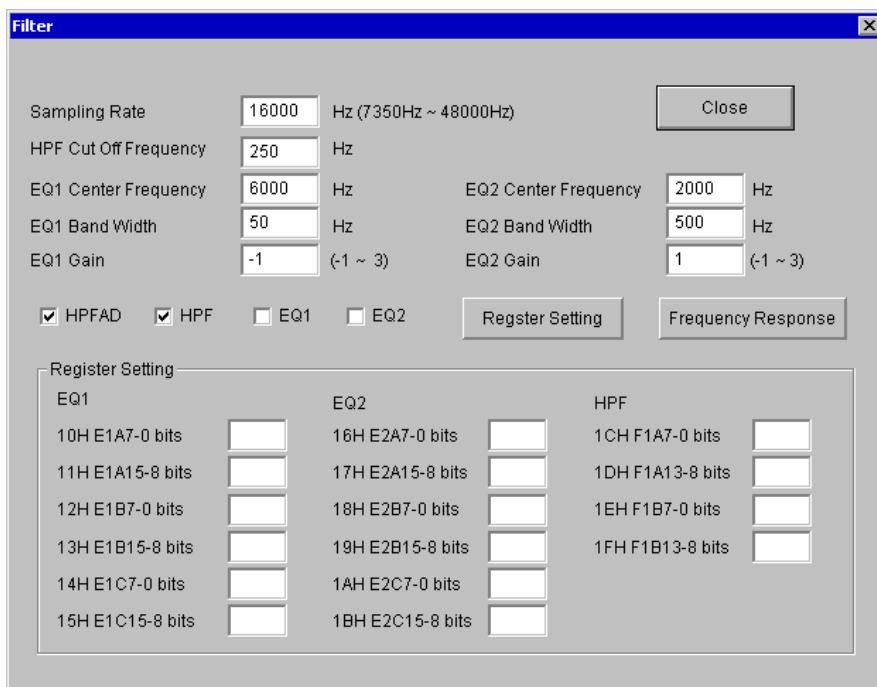 Filter
Sampling Rate 16000 Hz (7350Hz ~ 48000Hz) Close
HPF Cut Off Frequency 250 Hz
EQ1 Center Frequency 6000 Hz EQ2 Center Frequency 2000 Hz
EQ1 Band Width 50 Hz EQ2 Band Width 500 Hz
EQ1 Gain -1 (-1 ~ 3) EQ2 Gain 1 (-1 ~ 3)
HPFAD HPF EQ1 EQ2 Regster Setting Frequency Response
Register Setting
EQ1 EQ2 HPF
10H E1A7-0 bits 16H E2A7-0 bits 1CH F1A7-0 bits
11H E1A15-8 bits 17H E2A15-8 bits 1DH F1A13-8 bits
12H E1B7-0 bits 18H E2B7-0 bits 1EH F1B7-0 bits
13H E1B15-8 bits 19H E2B15-8 bits 1FH F1B13-8 bits
14H E1C7-0 bits 1AH E2C7-0 bits
15H E1C15-8 bits 1BH E2C15-8 bits